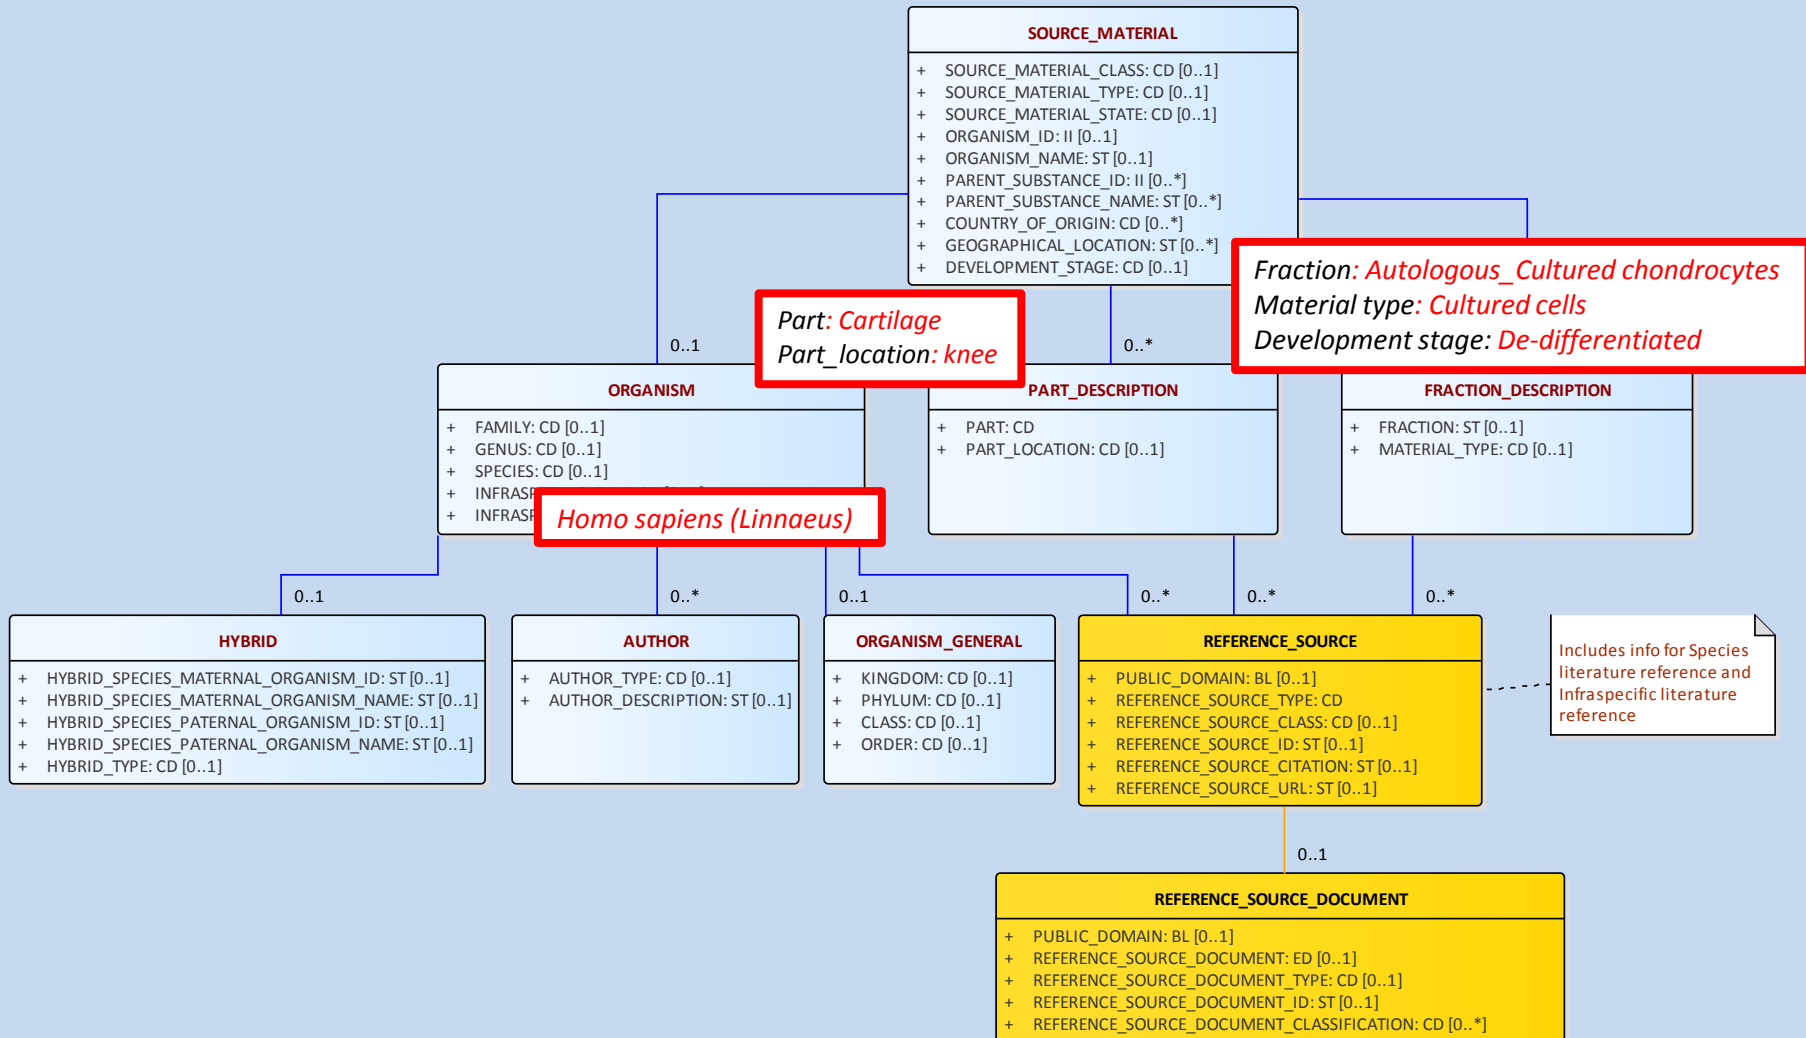 SOURCE_MATERIAL
+ SOURCE_MATERIAL_CLASS: CD [0..1]
+ SOURCE_MATERIAL_TYPE: CD [0..1]
+ SOURCE_MATERIAL_STATE: CD [0..1]
+ ORGANISM_ID: II [0..1]
+ ORGANISM_NAME: ST [0..1]
+ PARENT_SUBSTANCE_ID: II [0..*]
+ PARENT_SUBSTANCE_NAME: ST [0..*]
+ COUNTRY_OF_ORIGIN: CD [0..*]
+ GEOGRAPHICAL_LOCATION: ST [0..*]
+ DEVELOPMENT_STAGE: CD [0..1]
Fraction: Autologous_Cultured chondrocytes
Material type: Cultured cells
Development stage: De-differentiated
Part: Cartilage
Part_location: knee
0..1
0..*
ORGANISM
+ FAMILY: CD [0..1]
+ GENUS: CD [0..1]
+ SPECIES: CD [0..1]
+ 
+ 
Homo sapiens (Linnaeus)
PART_DESCRIPTION
+ PART: CD
+ PART_LOCATION: CD [0..1]
FRACTION_DESCRIPTION
+ FRACTION: ST [0..1]
+ MATERIAL_TYPE: CD [0..1]
0..1
0..*
0..1
0..*
0..*
0..*
HYBRID
+ HYBRID_SPECIES_MATERNAL_ORGANISM_ID: ST [0..1]
+ HYBRID_SPECIES_MATERNAL_ORGANISM_NAME: ST [0..1]
+ HYBRID_SPECIES_PATERNAL_ORGANISM_ID: ST [0..1]
+ HYBRID_SPECIES_PATERNAL_ORGANISM_NAME: ST [0..1]
+ HYBRID_TYPE: CD [0..1]
AUTHOR
+ AUTHOR_TYPE: CD [0..1]
+ AUTHOR_DESCRIPTION: ST [0..1]
ORGANISM_GENERAL
+ KINGDOM: CD [0..1]
+ PHYLUM: CD [0..1]
+ CLASS: CD [0..1]
+ ORDER: CD [0..1]
REFERENCE_SOURCE
+ PUBLIC_DOMAIN: BL [0..1]
+ REFERENCE_SOURCE_TYPE: CD
+ REFERENCE_SOURCE_CLASS: CD [0..1]
+ REFERENCE_SOURCE_ID: ST [0..1]
+ REFERENCE_SOURCE_CITATION: ST [0..1]
+ REFERENCE_SOURCE_URL: ST [0..1]
Includes info for Species
literature reference and
Infraspecific literature
reference
0..1
REFERENCE_SOURCE_DOCUMENT
+ PUBLIC_DOMAIN: BL [0..1]
+ REFERENCE_SOURCE_DOCUMENT: ED [0..1]
+ REFERENCE_SOURCE_DOCUMENT_TYPE: CD [0..1]
+ REFERENCE_SOURCE_DOCUMENT_ID: ST [0..1]
+ REFERENCE_SOURCE_DOCUMENT_CLASSIFICATION: CD [0..*]